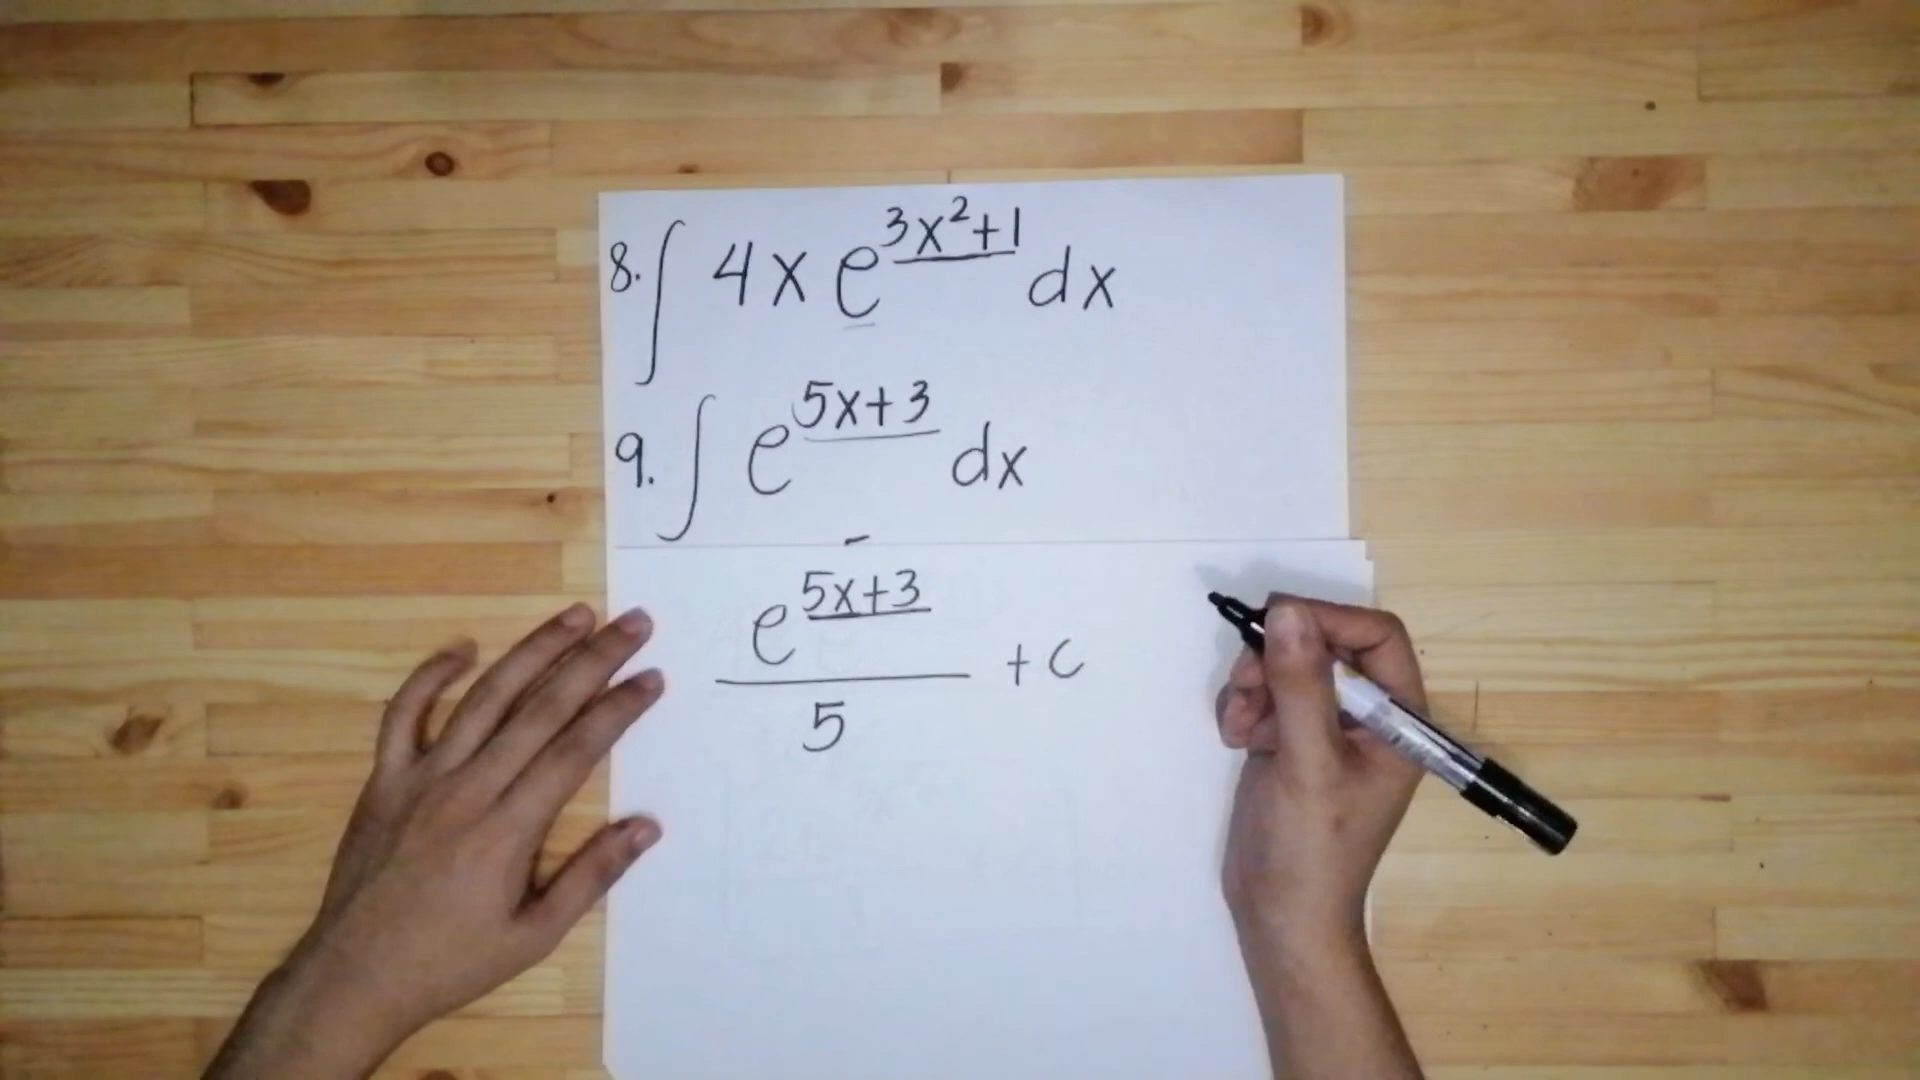 8. ∫ 4x e^{3x²+1} dx
9. ∫ e^{5x+3} dx
e^{5x+3}
5
+ c